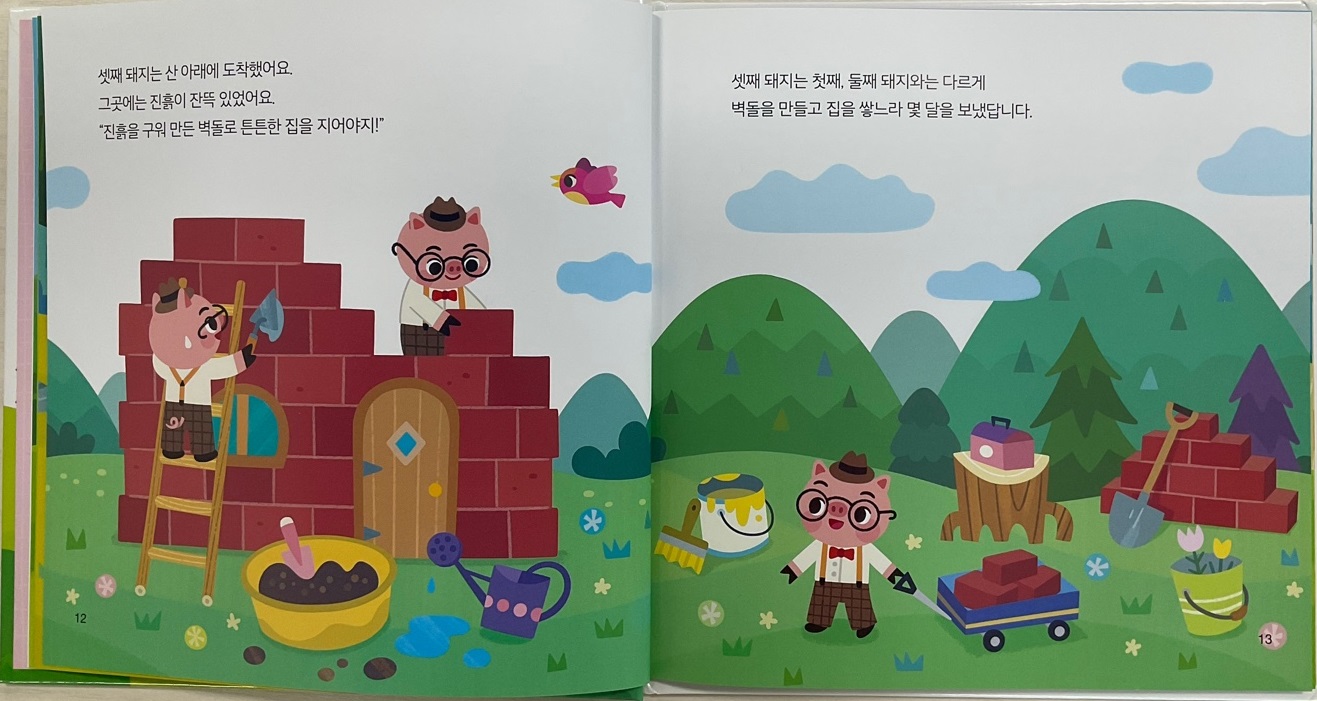 셋째 돼지는 산 아래에 도착했어요.
그곳에는 진흙이 잔뜩 있었어요.
“진흙을 구워 만든 벽돌로 튼튼한 집을 지어야지!”
12
셋째 돼지는 첫째, 둘째 돼지와는 다르게
벽돌을 만들고 집을 쌓느라 몇 달을 보냈답니다.
13